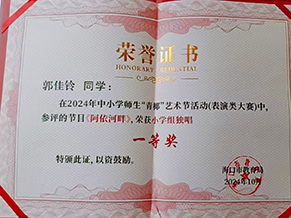 荣誉证书
HONORARY CREDENTIAL
郭佳铃 同学：
在2024年中小学师生“青椰”艺术节活动(表演类大赛)中，
参评的节目《阿依河畔》，荣获小学组独唱
一等奖
特颁此证，以资鼓励。
海口市教育局
2024年10月